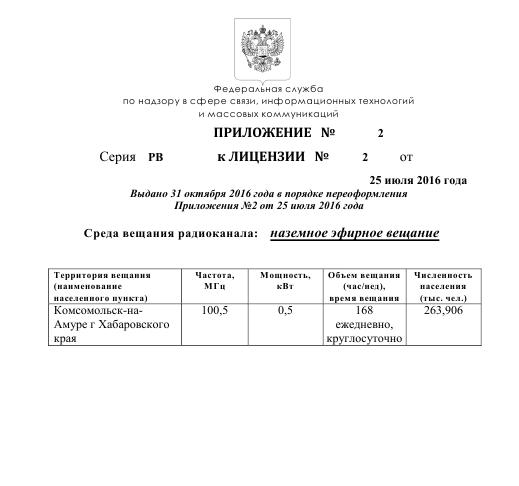 Федеральная служба
по надзору в сфере связи, информационных технологий
и массовых коммуникаций
ПРИЛОЖЕНИЕ № 2
Серия РВ к ЛИЦЕНЗИИ № 2 от
25 июля 2016 года
Выдано 31 октября 2016 года в порядке переоформления
Приложения №2 от 25 июля 2016 года
Среда вещания радиоканала: наземное эфирное вещание
Территория вещания (наименование населенного пункта) Частота, МГц Мощность, кВт Объем вещания (час/нед), время вещания Численность населения (тыс. чел.)
Комсомольск-на- 100,5 0,5 168 263,906
Амуре г Хабаровского ежедневно,
края круглосуточно